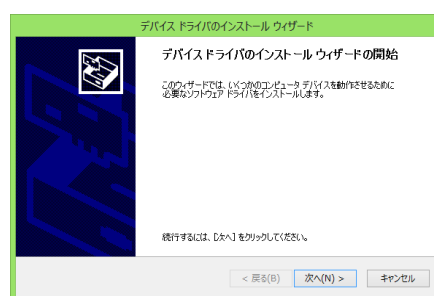 デバイス ドライバのインストール ウィザード
デバイス ドライバのインストール ウィザードの開始
このウィザードでは、いくつかのコンピュータ デバイスを動作させるために
必要なソフトウェア ドライバをインストールします。
続行するには、[次へ] をクリックしてください。
< 戻る(B) 次へ(N) > キャンセル